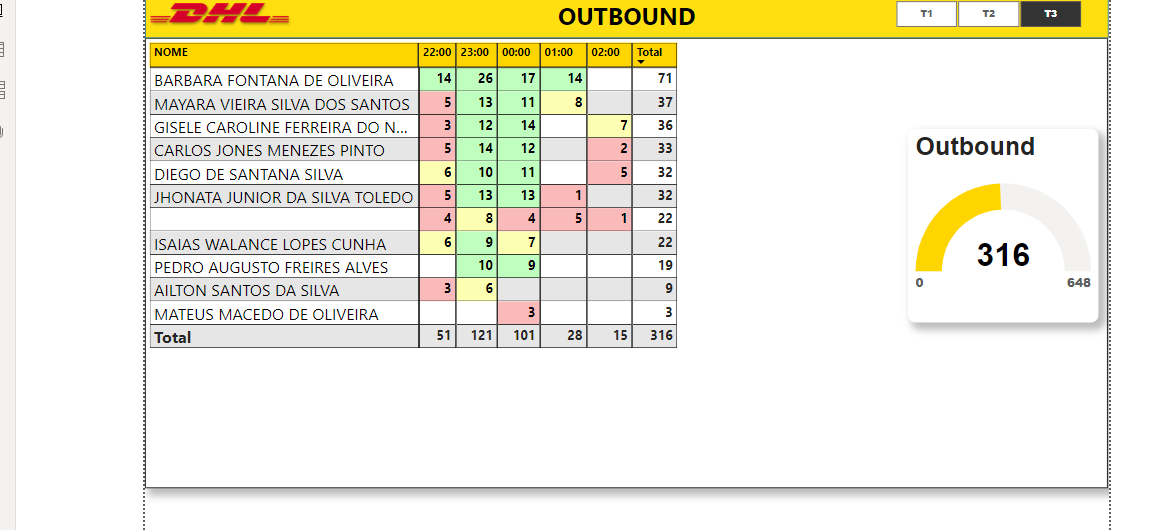 DHL
OUTBOUND
T1 T2 T3
NOME 22:00 23:00 00:00 01:00 02:00 Total
BARBARA FONTANA DE OLIVEIRA 14 26 17 14 71
MAYARA VIEIRA SILVA DOS SANTOS 5 13 11 8 37
GISELE CAROLINE FERREIRA DO N... 3 12 14 7 36
CARLOS JONES MENEZES PINTO 5 14 12 2 33
DIEGO DE SANTANA SILVA 6 10 11 5 32
JHONATA JUNIOR DA SILVA TOLEDO 5 13 13 1 32
4 8 4 5 1 22
ISAIAS WALANCE LOPES CUNHA 6 9 7 22
PEDRO AUGUSTO FREIRES ALVES 10 9 19
AILTON SANTOS DA SILVA 3 6 9
MATEUS MACEDO DE OLIVEIRA 3 3
Total 51 121 101 28 15 316
Outbound
316
0 648